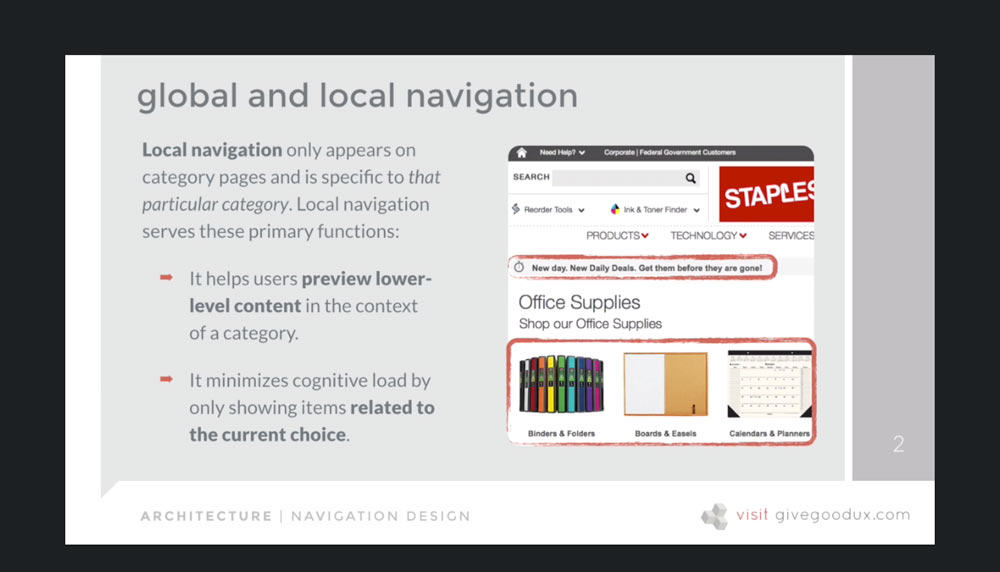 global and local navigation
Local navigation only appears on
category pages and is specific to that
particular category. Local navigation
serves these primary functions:
It helps users preview lower-
level content in the context
of a category.
It minimizes cognitive load by
only showing items related to
the current choice.
Need Help? Corporate | Federal Government Customers
SEARCH
STAPLES
Reorder Tools Ink & Toner Finder
PRODUCTS TECHNOLOGY SERVICES
New day. New Daily Deals. Get them before they are gone!
Office Supplies
Shop our Office Supplies
Binders & Folders Boards & Easels Calendars & Planners
2
ARCHITECTURE | NAVIGATION DESIGN
visit givegoodux.com